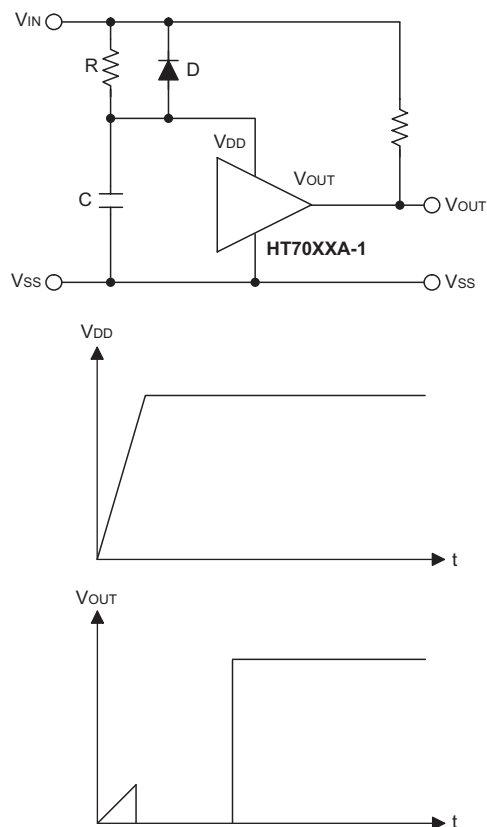 VIN
R
D
VDD
VOUT
C
VOUT
HT70XXA-1
VSS
VSS
VDD
t
VOUT
t